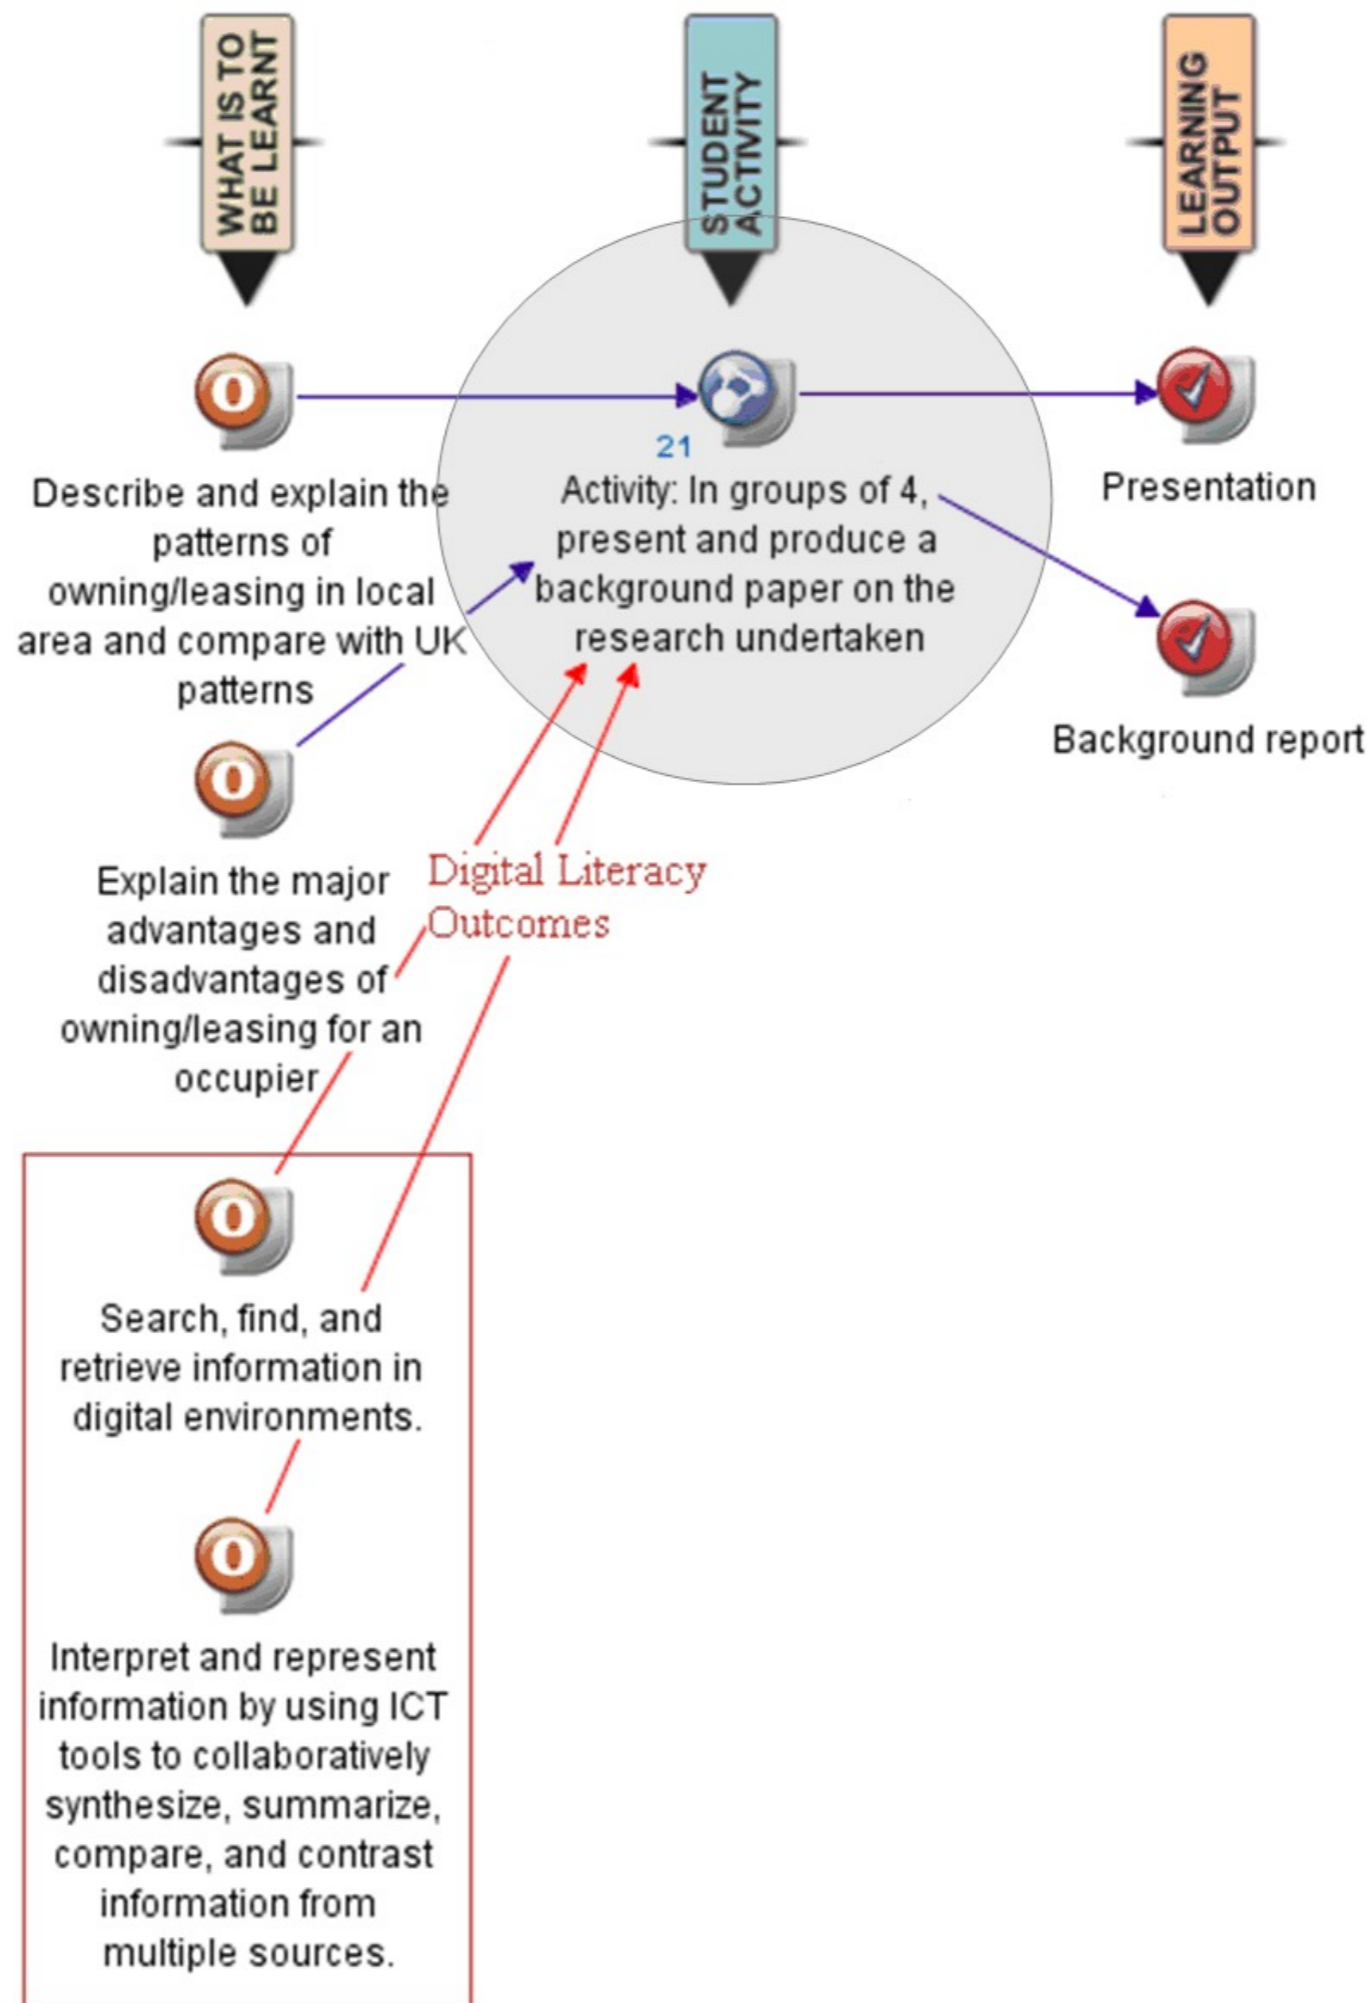 WHAT IS TO
BE LEARNT
STUDENT
ACTIVITY
LEARNING
OUTPUT
Describe and explain the
patterns of
owning/leasing in local
area and compare with UK
patterns
21
Activity: In groups of 4,
present and produce a
background paper on the
research undertaken
Presentation
Background report
Explain the major
advantages and
disadvantages of
owning/leasing for an
occupier
Digital Literacy
Outcomes
Search, find, and
retrieve information in
digital environments.
Interpret and represent
information by using ICT
tools to collaboratively
synthesize, summarize,
compare, and contrast
information from
multiple sources.